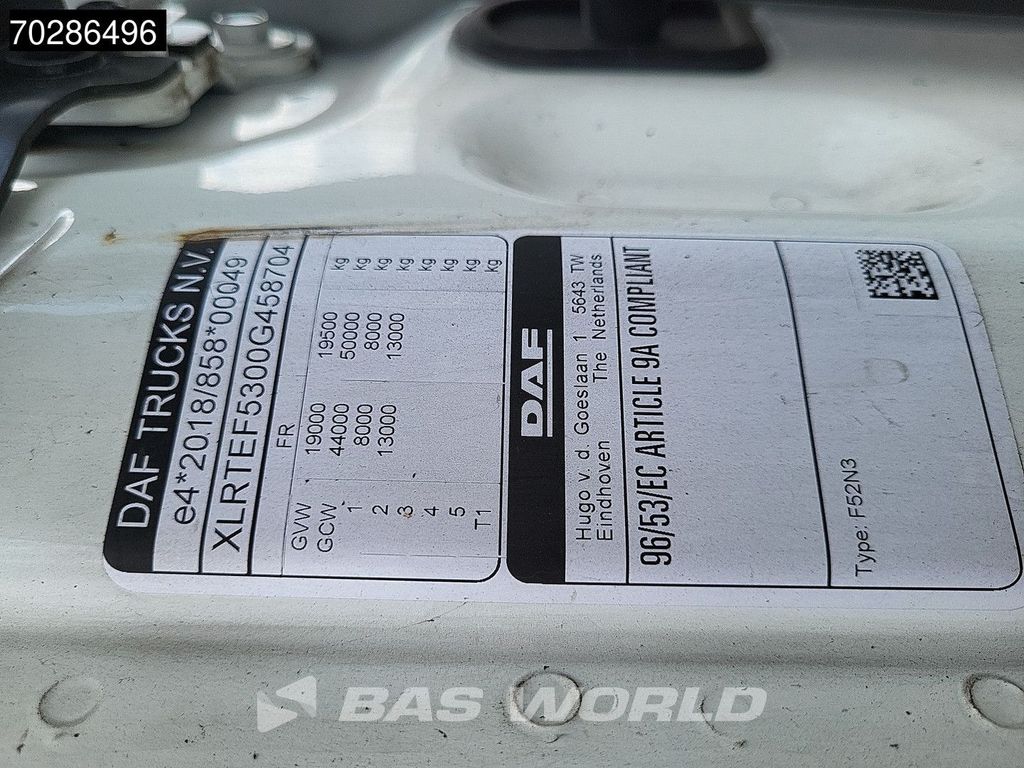 70286496
DAF TRUCKS N.V.
e4*2018/858*00049
XLRTEF5300G458704
FR
GVW 19000 19500 kg
GCW 44000 50000 kg
1 8000 8000 kg
2 13000 13000 kg
3 kg
4 kg
5 kg
T1 kg
DAF
Hugo v. d. Goeslaan 1 5643 TW
Eindhoven The Netherlands
96/53/EC ARTICLE 9A COMPLIANT
Type: F52N3
BAS WORLD